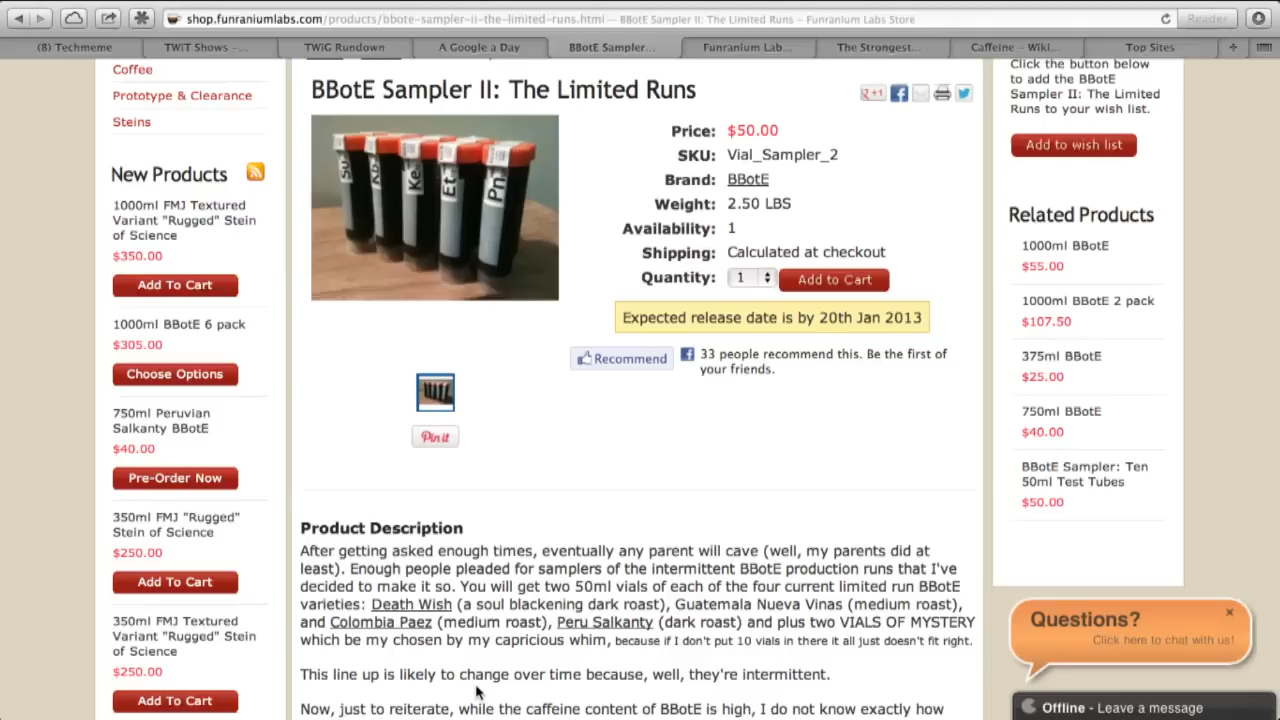 shop.funraniumlabs.com/products/bbote-sampler-ii-the-limited-runs.html — BBotE Sampler II: The Limited Runs – Funranium Labs Store
Reader
(8) Techmeme
TWiT Shows –...
TWiG Rundown
A Google a Day
BBotE Sampler...
Funranium Lab...
The Strongest...
Caffeine – Wiki...
Top Sites
Coffee
Prototype & Clearance
Steins
New Products
1000ml FMJ Textured
Variant "Rugged" Stein
of Science
$350.00
Add To Cart
1000ml BBotE 6 pack
$305.00
Choose Options
750ml Peruvian
Salkanty BBotE
$40.00
Pre-Order Now
350ml FMJ "Rugged"
Stein of Science
$250.00
Add To Cart
350ml FMJ Textured
Variant "Rugged" Stein
of Science
$250.00
Add To Cart
BBotE Sampler II: The Limited Runs
+1
Ke
Et
Pn
Price: $50.00
SKU: Vial_Sampler_2
Brand: BBotE
Weight: 2.50 LBS
Availability: 1
Shipping: Calculated at checkout
Quantity: 1 Add to Cart
Expected release date is by 20th Jan 2013
Recommend
33 people recommend this. Be the first of
your friends.
Pin it
Product Description
After getting asked enough times, eventually any parent will cave (well, my parents did at
least). Enough people pleaded for samplers of the intermittent BBotE production runs that I've
decided to make it so. You will get two 50ml vials of each of the four current limited run BBotE
varieties: Death Wish (a soul blackening dark roast), Guatemala Nueva Vinas (medium roast),
and Colombia Paez (medium roast), Peru Salkanty (dark roast) and plus two VIALS OF MYSTERY
which be my chosen by my capricious whim, because if I don't put 10 vials in there it all just doesn't fit right.
This line up is likely to change over time because, well, they're intermittent.
Now, just to reiterate, while the caffeine content of BBotE is high, I do not know exactly how
Click the button below
to add the BBotE
Sampler II: The Limited
Runs to your wish list.
Add to wish list
Related Products
1000ml BBotE
$55.00
1000ml BBotE 2 pack
$107.50
375ml BBotE
$25.00
750ml BBotE
$40.00
BBotE Sampler: Ten
50ml Test Tubes
$50.00
Questions?
Click here to chat with us!
Offline - Leave a message